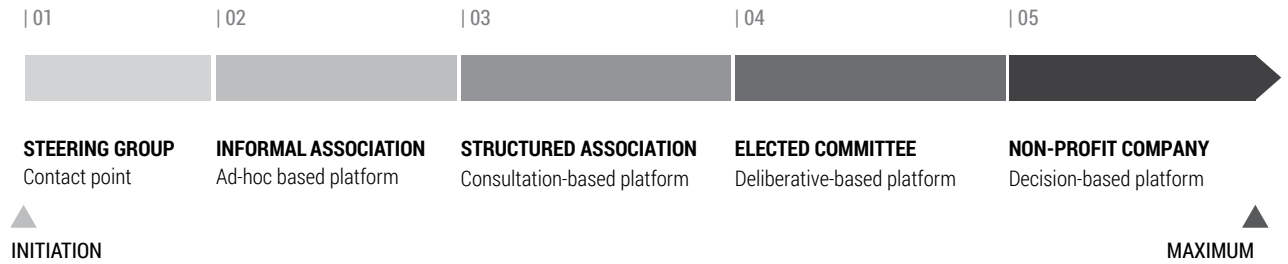 | 01
| 02
| 03
| 04
| 05
STEERING GROUP
Contact point
INFORMAL ASSOCIATION
Ad-hoc based platform
STRUCTURED ASSOCIATION
Consultation-based platform
ELECTED COMMITTEE
Deliberative-based platform
NON-PROFIT COMPANY
Decision-based platform
INITIATION
MAXIMUM